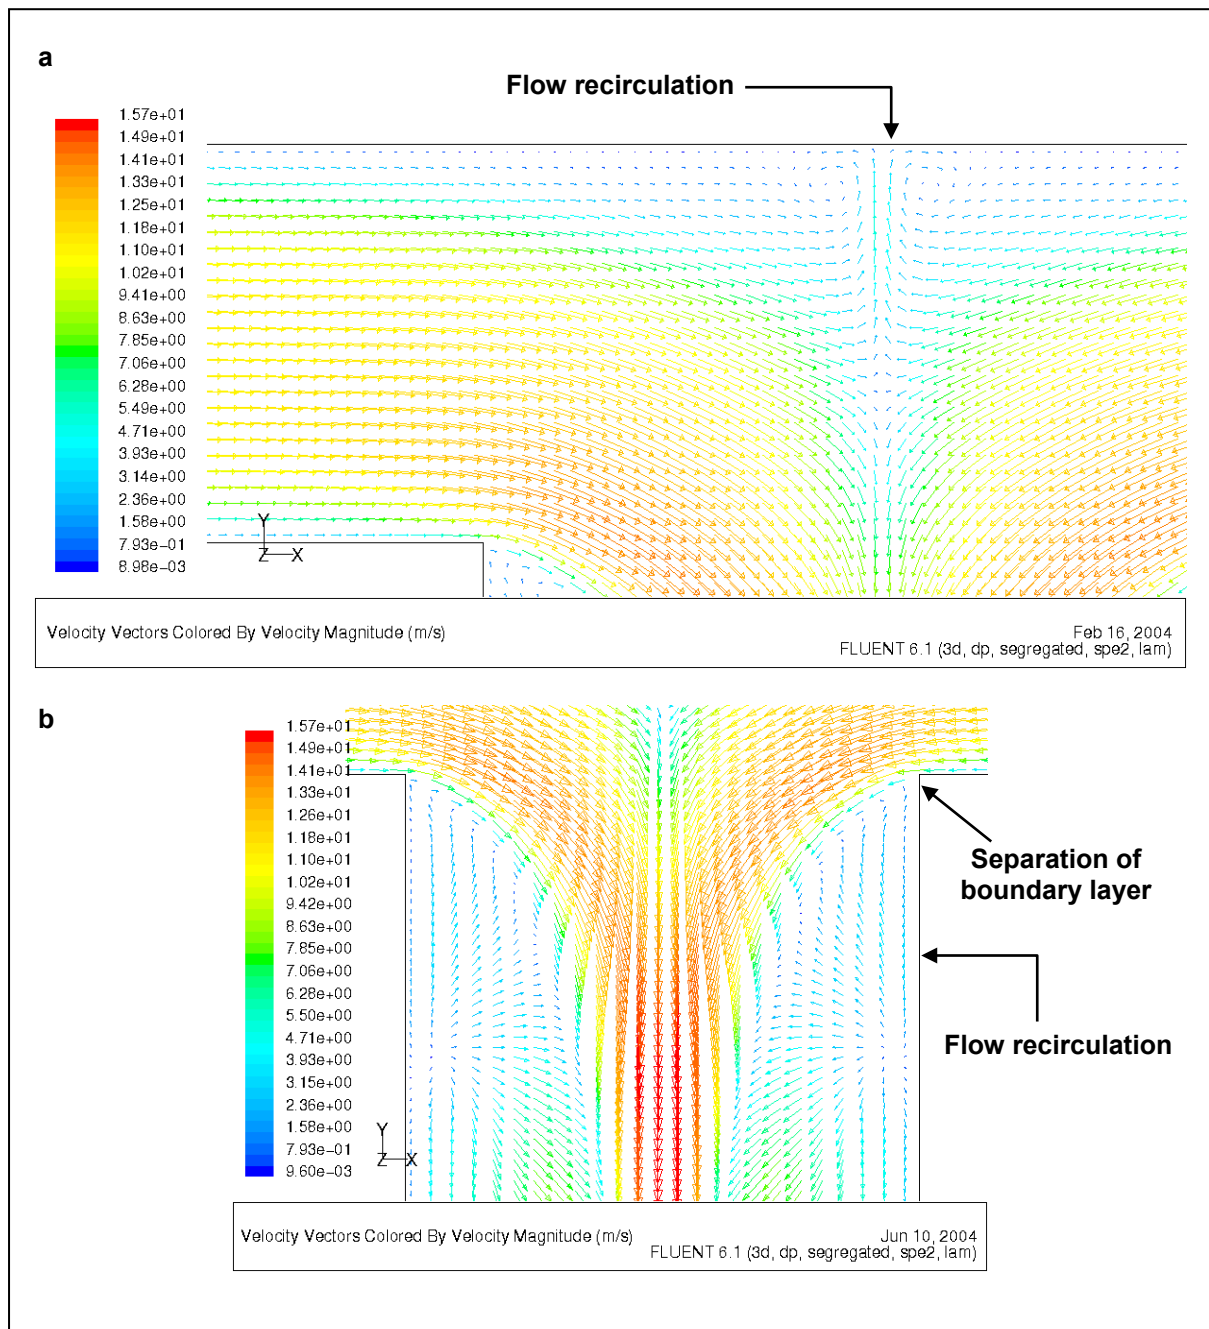 a
Flow recirculation
1.57e+01
1.49e+01
1.41e+01
1.33e+01
1.25e+01
1.18e+01
1.10e+01
1.02e+01
9.41e+00
8.63e+00
7.85e+00
7.06e+00
6.28e+00
5.49e+00
4.71e+00
3.93e+00
3.14e+00
2.36e+00
1.58e+00
7.93e-01
8.98e-03
Y
Z X
Velocity Vectors Colored By Velocity Magnitude (m/s)
Feb 16, 2004
FLUENT 6.1 (3d, dp, segregated, spe2, lam)
b
1.57e+01
1.49e+01
1.41e+01
1.33e+01
1.26e+01
1.18e+01
1.10e+01
1.02e+01
9.42e+00
8.63e+00
7.85e+00
7.06e+00
6.28e+00
5.50e+00
4.71e+00
3.93e+00
3.15e+00
2.36e+00
1.58e+00
7.93e-01
9.60e-03
Separation of
boundary layer
Flow recirculation
Y
Z X
Velocity Vectors Colored By Velocity Magnitude (m/s)
Jun 10, 2004
FLUENT 6.1 (3d, dp, segregated, spe2, lam)